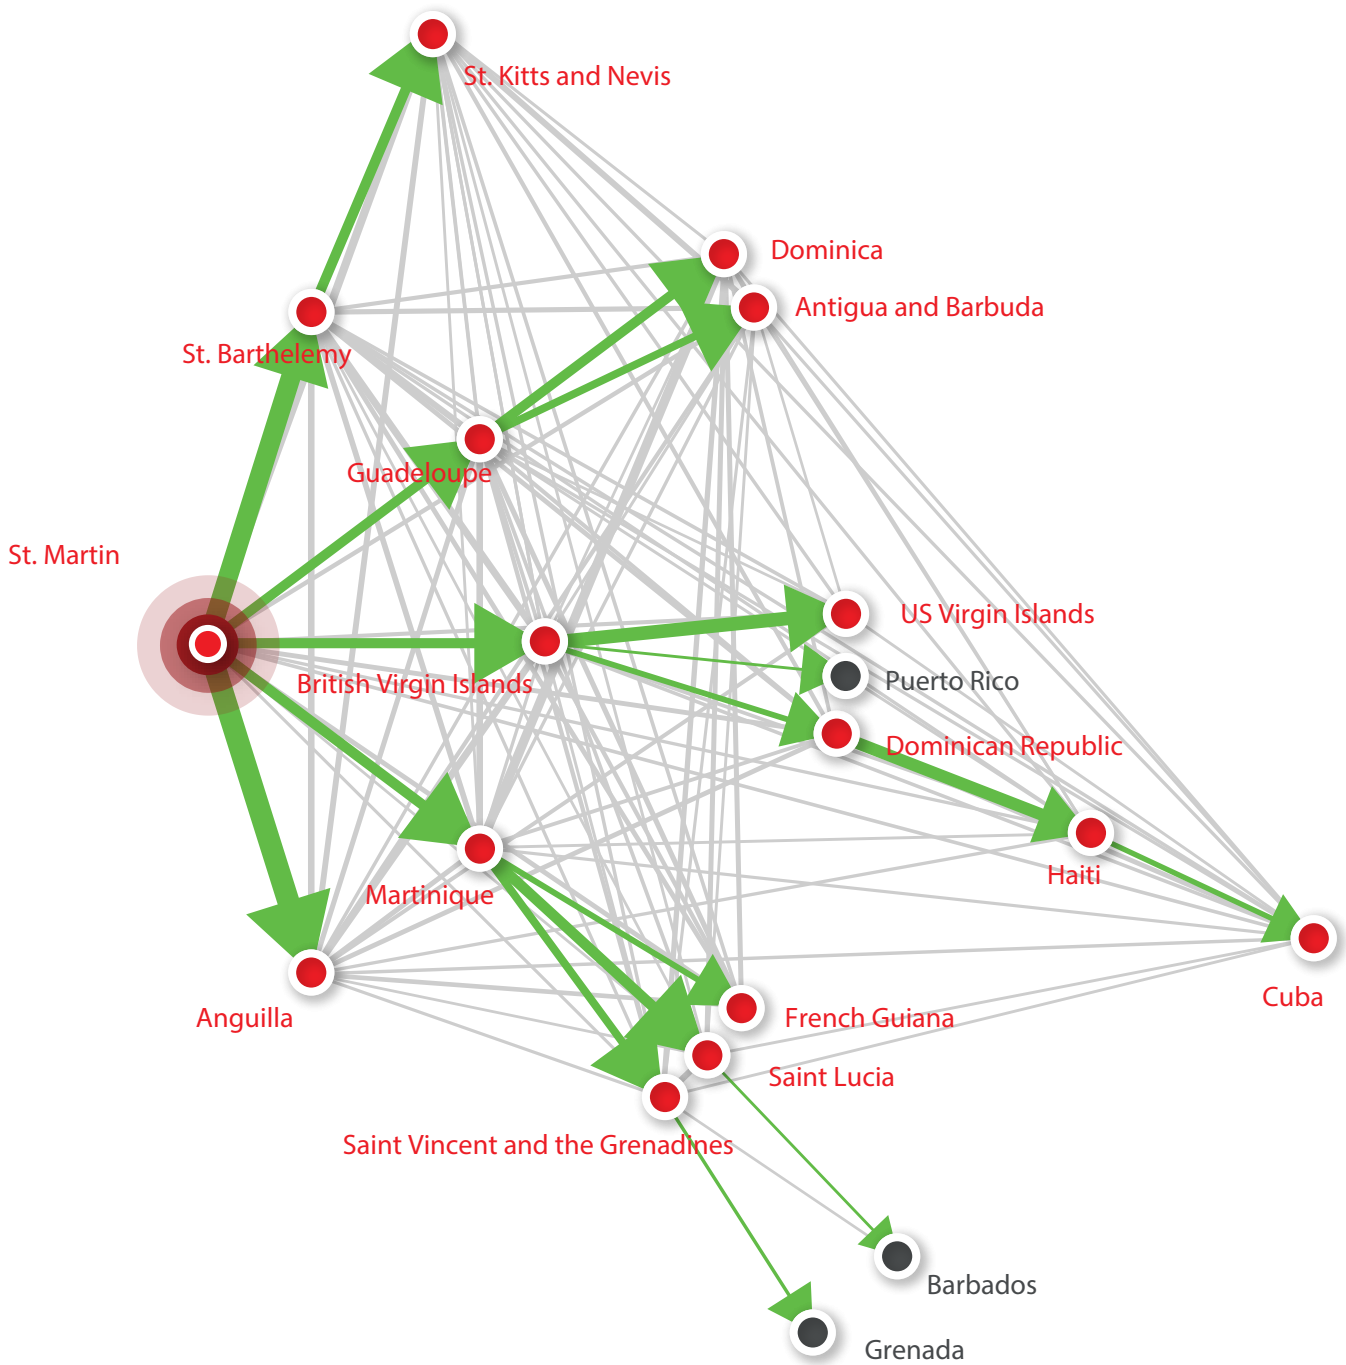 St. Kitts and Nevis
Dominica
Antigua and Barbuda
St. Barthelemy
Guadeloupe
St. Martin
US Virgin Islands
British Virgin Islands
Puerto Rico
Dominican Republic
Haiti
Martinique
Cuba
Anguilla
French Guiana
Saint Lucia
Saint Vincent and the Grenadines
Barbados
Grenada